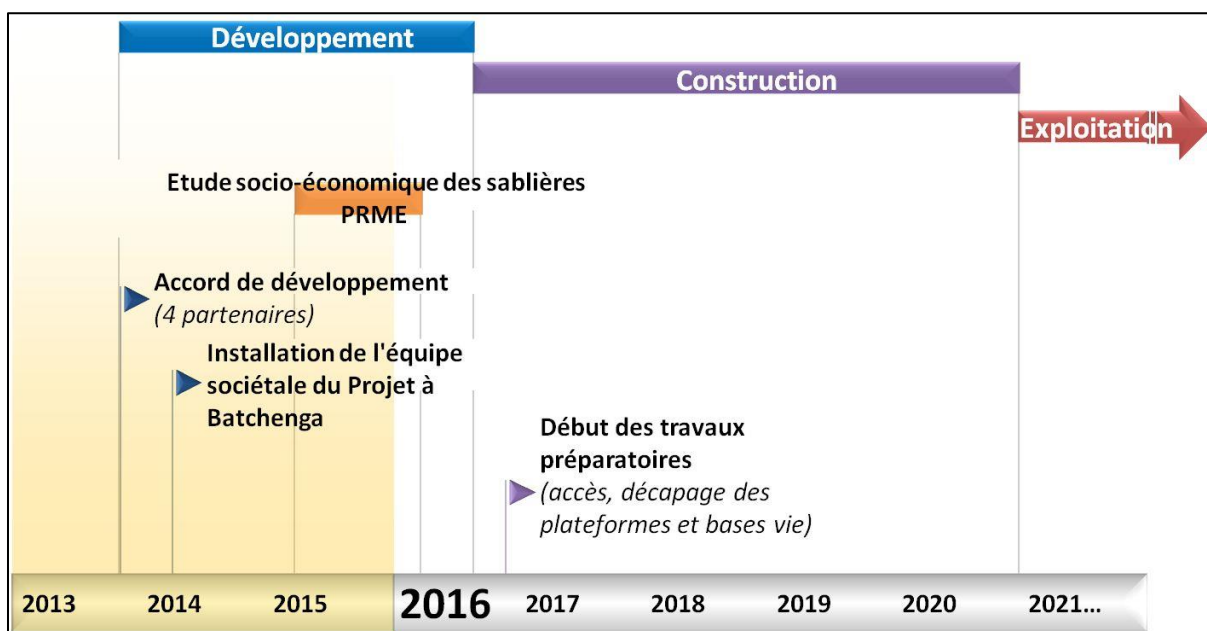 Développement
Construction
Exploitation
Etude socio-économique des sablières
PRME
Accord de développement
(4 partenaires)
Installation de l'équipe
sociétale du Projet à
Batchenga
Début des travaux
préparatoires
(accès, décapage des
plateformes et bases vie)
2013 2014 2015 2016 2017 2018 2019 2020 2021...